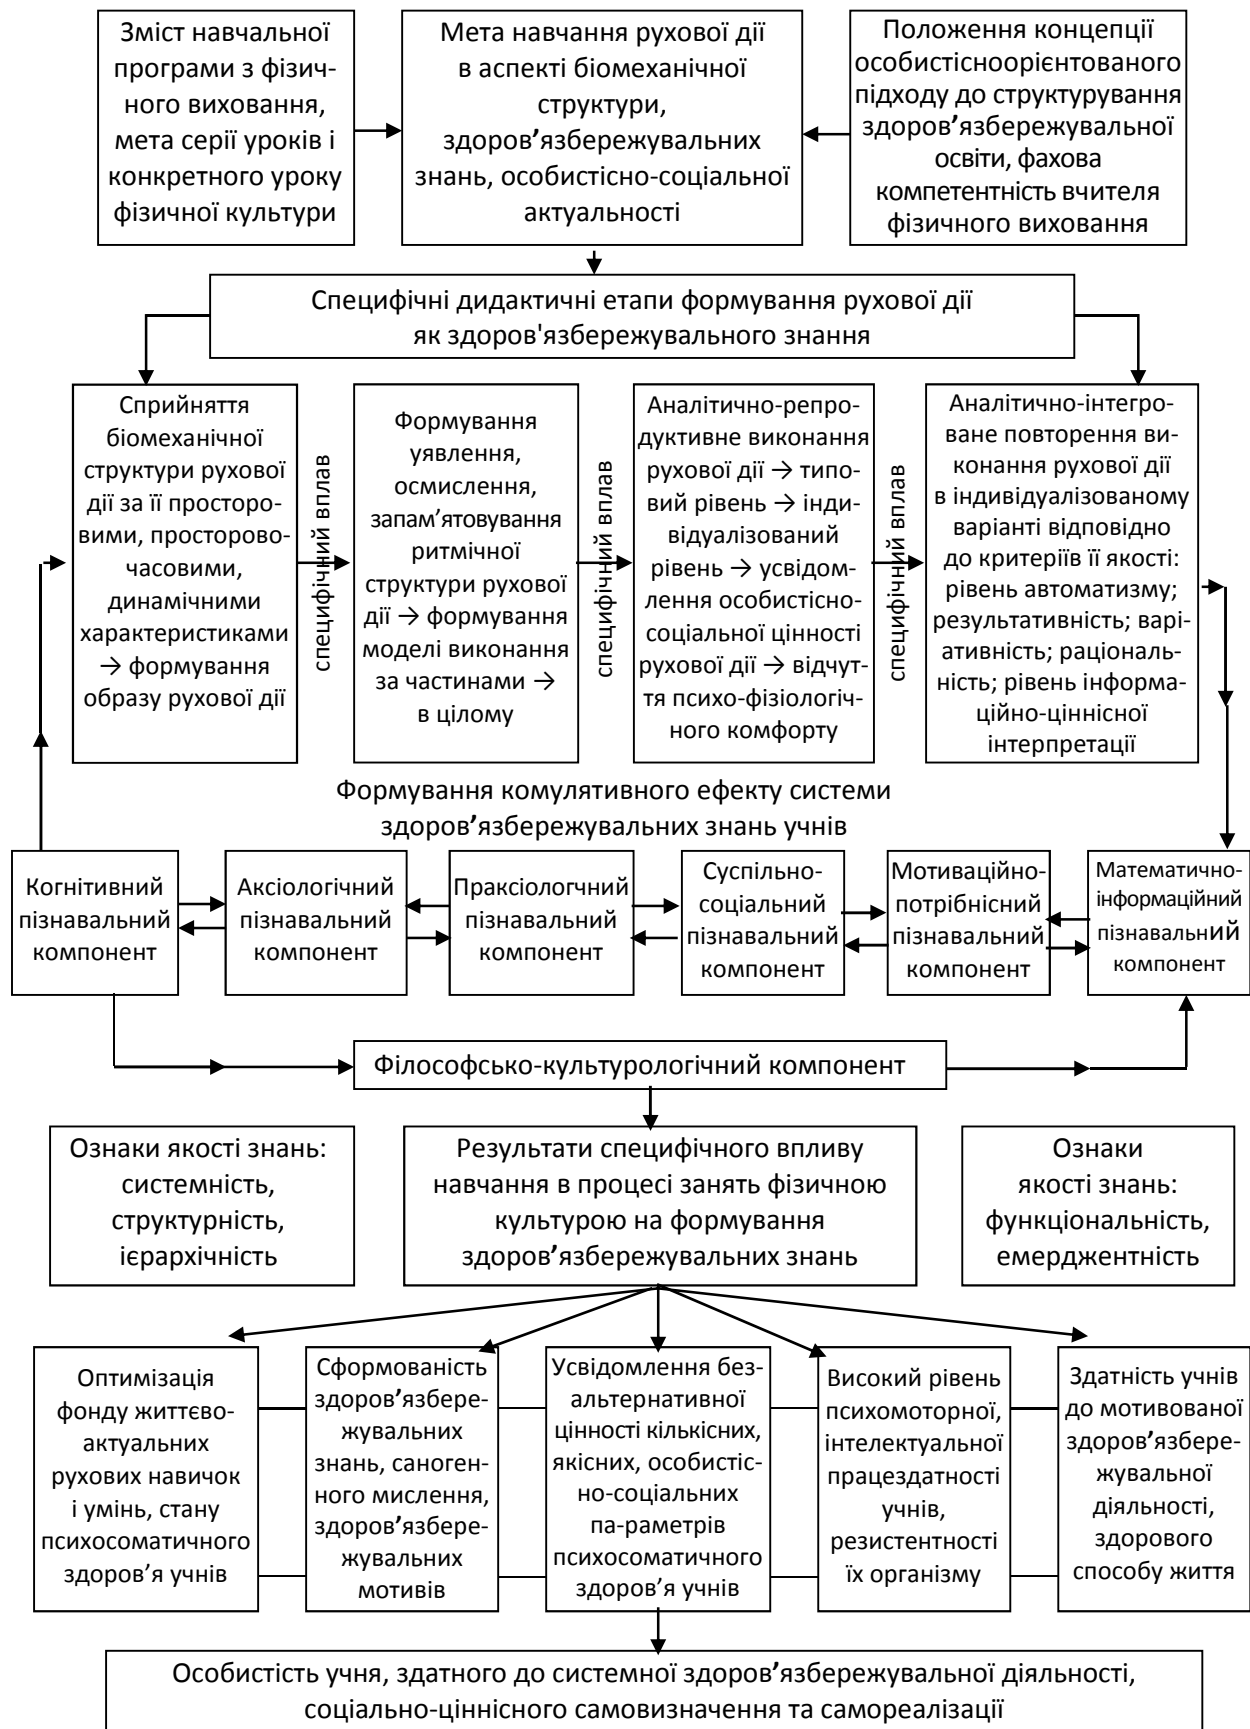 Зміст навчальної
програми з фізич-
ного виховання,
мета серії уроків і
конкретного уроку
фізичної культури
Мета навчання рухової дії
в аспекті біомеханічної
структури,
здоров'язбережувальних
знань, особистісно-соціальної
актуальності
Положення концепції
особистісноорієнтованого
підходу до структурування
здоров'язбережувальної
освіти, фахова
компетентність вчителя
фізичного виховання
Специфічні дидактичні етапи формування рухової дії
як здоров'язбережувального знання
Сприйняття
біомеханічної
структури рухової
дії за її просторо-
вими, просторово-
часовими,
динамічними
характеристиками
→ формування
образу рухової дії
специфічний вплав
Формування
уявлення,
осмислення,
запам'ятовування
ритмічної
структури рухової
дії → формування
моделі виконання
за частинами →
в цілому
специфічний вплав
Аналітично-репро-
дуктивне виконання
рухової дії → типо-
вий рівень → інди-
відуалізований
рівень → усвідом-
лення особистісно-
соціальної цінності
рухової дії → відчут-
тя психо-фізіологіч-
ного комфорту
специфічний вплав
Аналітично-інтегро-
ване повторення ви-
конання рухової дії
в індивідуалізованому
варіанті відповідно
до критеріїв її якості:
рівень автоматизму;
результативність; варі-
ативність; раціональ-
ність; рівень інформа-
ційно-ціннісної
інтерпретації
Формування комулятивного ефекту системи
здоров'язбережувальних знань учнів
Когнітивний
пізнавальний
компонент
Аксіологічний
пізнавальний
компонент
Праксіологчний
пізнавальний
компонент
Суспільно-
соціальний
пізнавальний
компонент
Мотиваційно-
потрібнісний
пізнавальний
компонент
Математично-
інформаційний
пізнавальний
компонент
Філософсько-культурологічний компонент
Ознаки якості знань:
системність,
структурність,
ієрархічність
Результати специфічного впливу
навчання в процесі занять фізичною
культурою на формування
здоров'язбережувальних знань
Ознаки
якості знань:
функціональність,
емерджентність
Оптимізація
фонду життєво-
актуальних
рухових навичок
і умінь, стану
психосоматичного
здоров'я учнів
Сформованість
здоров'язбере-
жувальних
знань, саноген-
ного мислення,
здоров'язбере-
жувальних
мотивів
Усвідомлення без-
альтернативної
цінності кількісних,
якісних, особистіс-
но-соціальних
па-раметрів
психосоматичного
здоров'я учнів
Високий рівень
психомоторної,
інтелектуальної
працездатності
учнів,
резистентності
їх організму
Здатність учнів
до мотивованої
здоров'язбере-
жувальної
діяльності,
здорового
способу життя
Особистість учня, здатного до системної здоров'язбережувальної діяльності,
соціально-ціннісного самовизначення та самореалізації